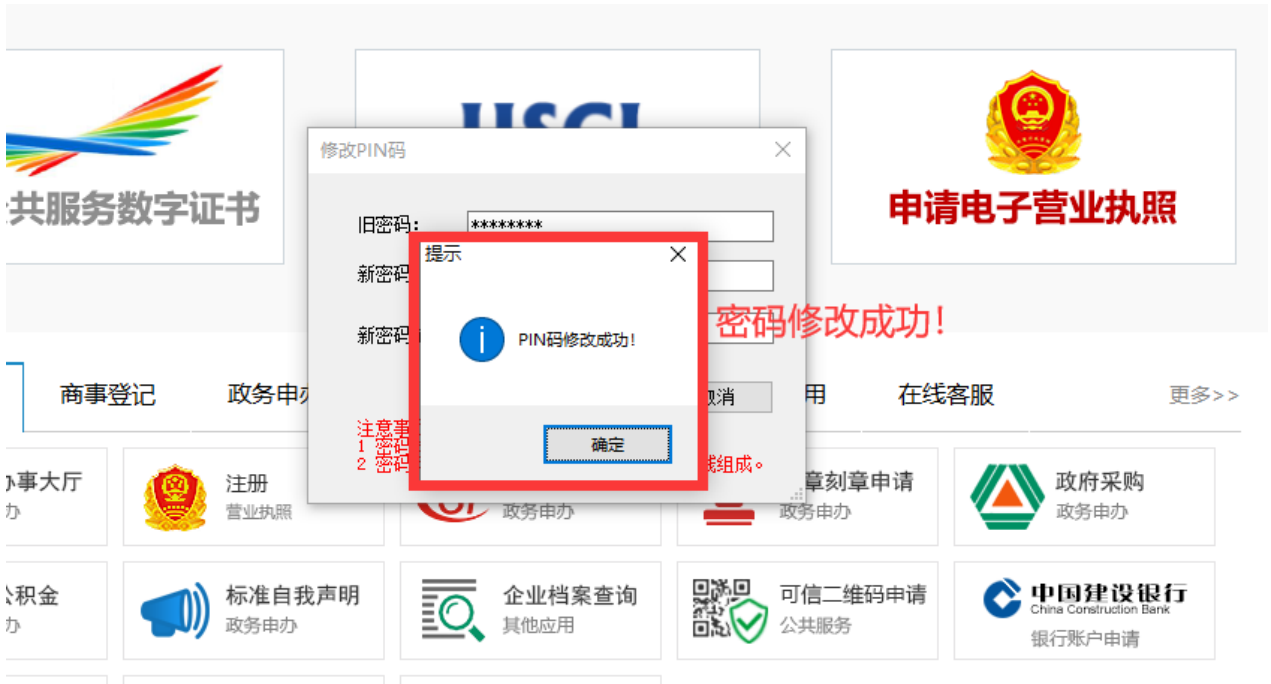 共服务数字证书
申请电子营业执照
修改PIN码
旧密码:
********
新密码
新密码
提示
PIN码修改成功!
确定
取消
注意事
1 密码
2 密码
线组成。
密码修改成功!
商事登记
政务申办
用
在线客服
更多>>
办事大厅
注册
营业执照
政务申办
章刻章申请
政务申办
政府采购
政务申办
公积金
标准自我声明
政务申办
企业档案查询
其他应用
可信二维码申请
公共服务
中国建设银行
China Construction Bank
银行账户申请